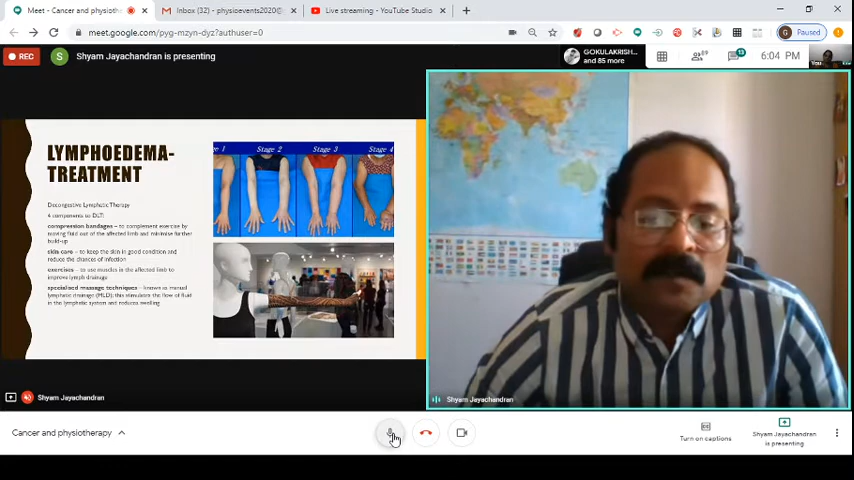 Meet - Cancer and physioth
Inbox (32) - physioevents2020@
Live streaming - YouTube Studio
meet.google.com/pyg-mzyn-dyz?authuser=0
Paused
REC
S
Shyam Jayachandran is presenting
GOKULAKRISH...
and 85 more
89
13
6:04 PM
You
LYMPHOEDEMA-
TREATMENT
Decongestive Lymphatic Therapy
4 components to DLT:
compression bandages – to complement exercise by
moving fluid out of the affected limb and minimise further
build-up
skin care – to keep the skin in good condition and
reduce the chances of infection
exercises – to use muscles in the affected limb to
improve lymph drainage
specialised massage techniques – known as manual
lymphatic drainage (MLD); this stimulates the flow of fluid
in the lymphatic system and reduces swelling
ge 1 Stage 2 Stage 3 Stage 4
Shyam Jayachandran
Shyam Jayachandran
Cancer and physiotherapy
Turn on captions
Shyam Jayachandran
is presenting